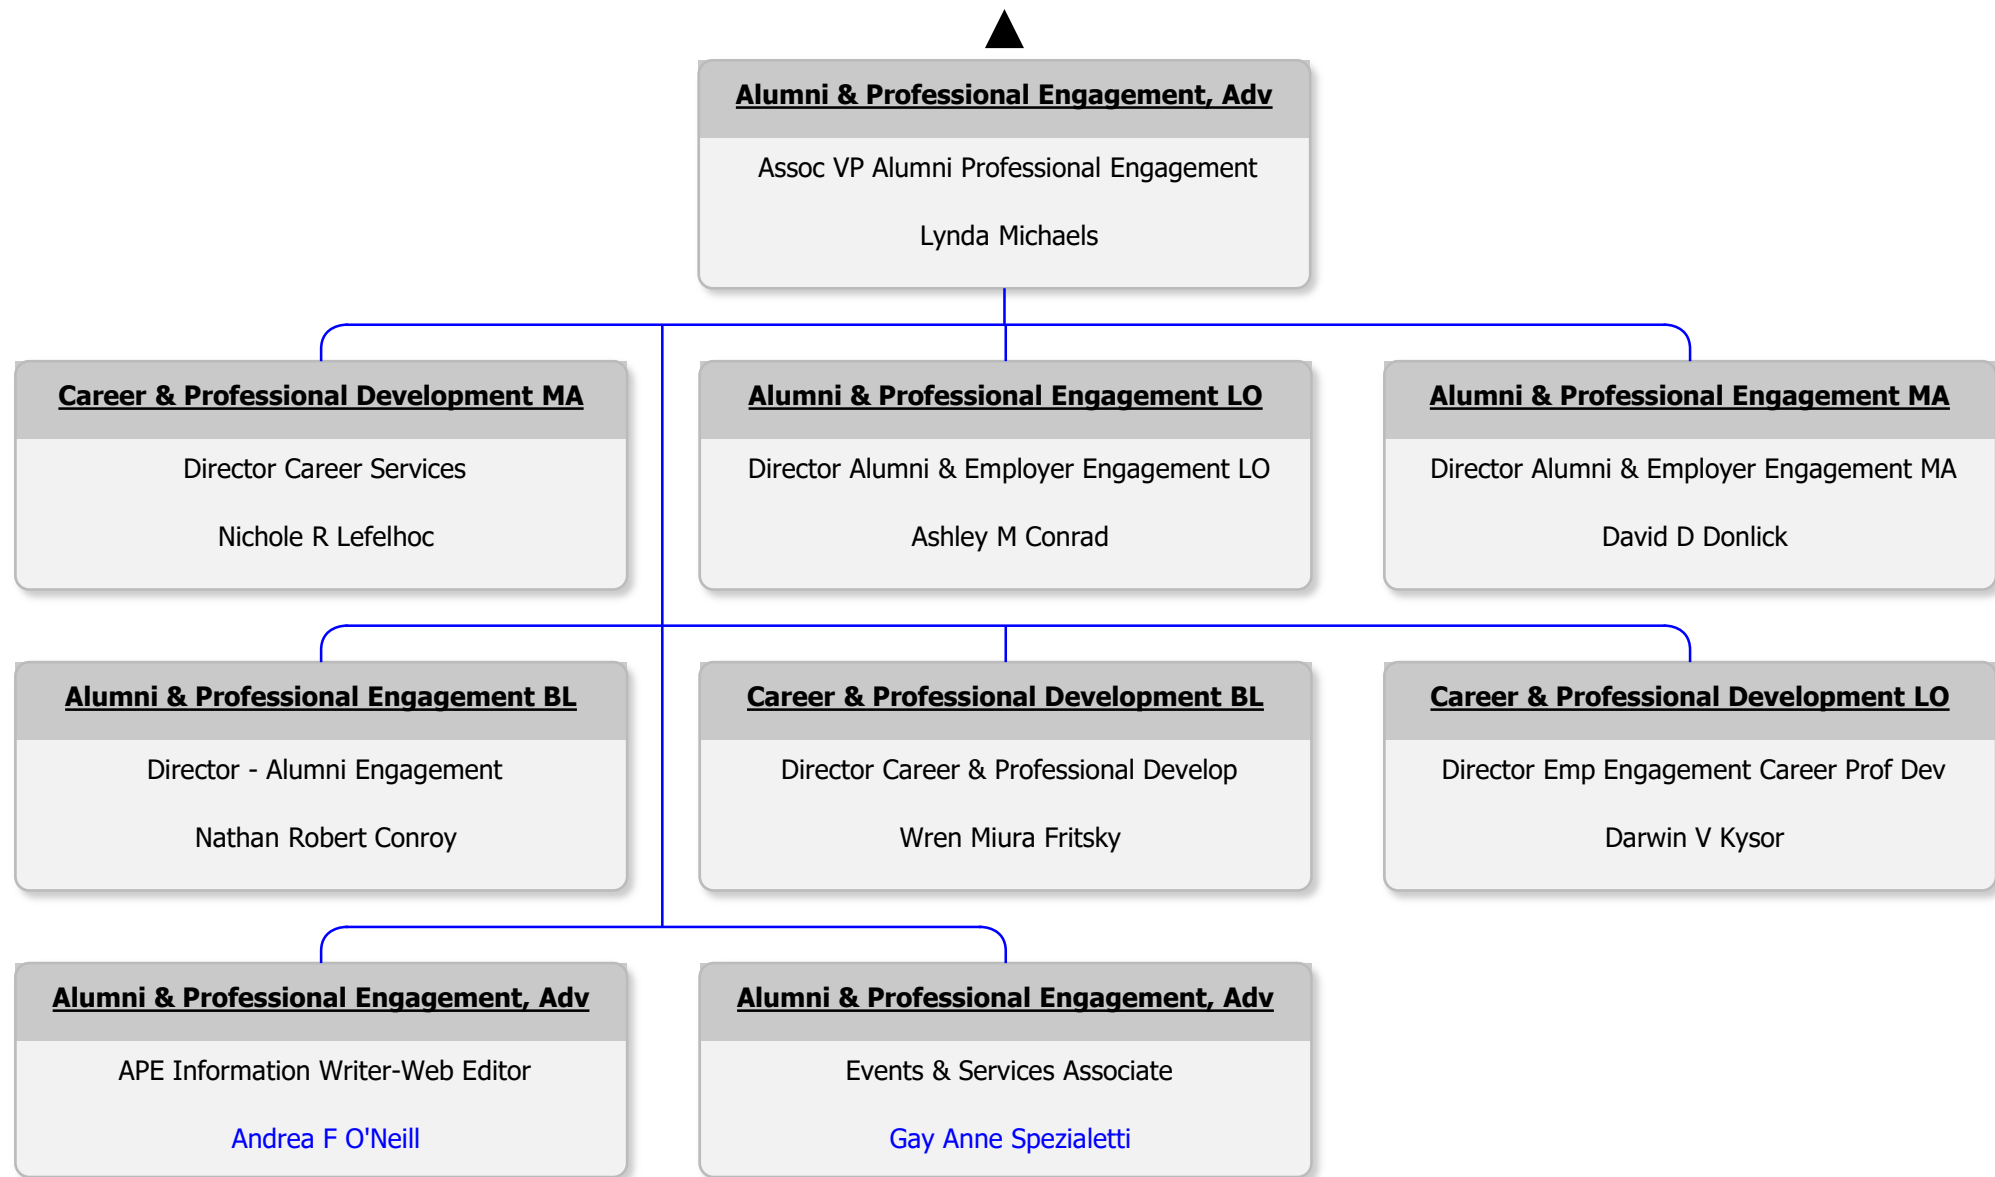 Alumni & Professional Engagement, Adv
Assoc VP Alumni Professional Engagement
Lynda Michaels
Career & Professional Development MA
Director Career Services
Nichole R Lefelhoc
Alumni & Professional Engagement LO
Director Alumni & Employer Engagement LO
Ashley M Conrad
Alumni & Professional Engagement MA
Director Alumni & Employer Engagement MA
David D Donlick
Alumni & Professional Engagement BL
Director - Alumni Engagement
Nathan Robert Conroy
Career & Professional Development BL
Director Career & Professional Develop
Wren Miura Fritsky
Career & Professional Development LO
Director Emp Engagement Career Prof Dev
Darwin V Kysor
Alumni & Professional Engagement, Adv
APE Information Writer-Web Editor
Andrea F O'Neill
Alumni & Professional Engagement, Adv
Events & Services Associate
Gay Anne Spezialetti